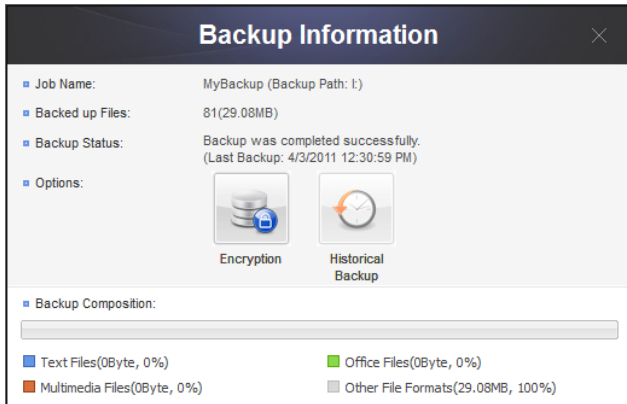 Backup Information
Job Name: MyBackup (Backup Path: I:)
Backed up Files: 81(29.08MB)
Backup Status: Backup was completed successfully.
(Last Backup: 4/3/2011 12:30:59 PM)
Options:
Encryption Historical
Backup
Backup Composition:
Text Files(0Byte, 0%) Office Files(0Byte, 0%)
Multimedia Files(0Byte, 0%) Other File Formats(29.08MB, 100%)